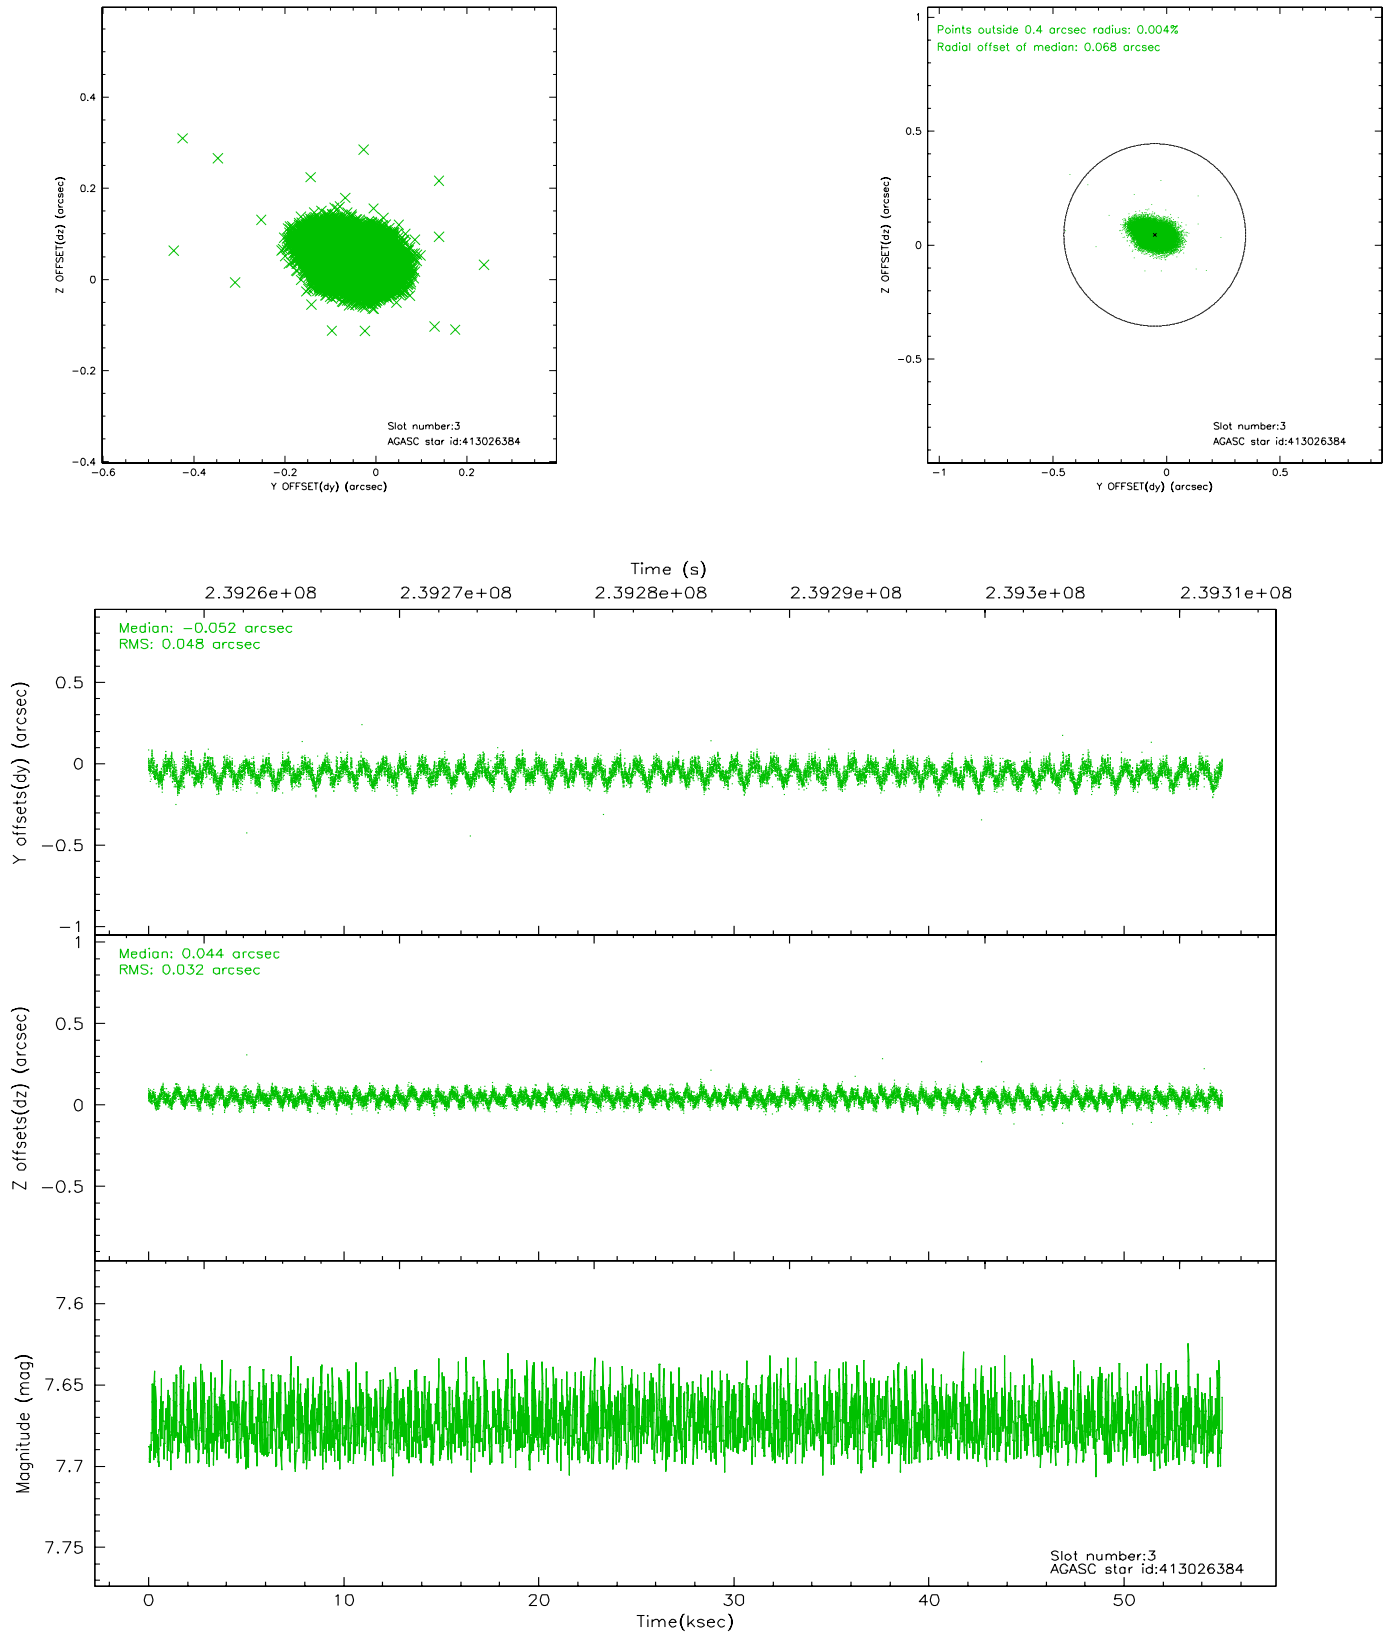 0.4
0.2
0
-0.2
-0.4
Z OFFSET(dz) (arcsec)
Slot number:3
AGASC star id:413026384
-0.6
-0.4
-0.2
0
0.2
Y OFFSET(dy) (arcsec)
Points outside 0.4 arcsec radius: 0.004%
Radial offset of median: 0.068 arcsec
1
0.5
0
-0.5
Z OFFSET(dz) (arcsec)
Slot number:3
AGASC star id:413026384
-1
-0.5
0
0.5
Y OFFSET(dy) (arcsec)
Time (s)
2.3926e+08
2.3927e+08
2.3928e+08
2.3929e+08
2.393e+08
2.3931e+08
Median: -0.052 arcsec
RMS: 0.048 arcsec
0.5
0
-0.5
-1
Y offsets(dy) (arcsec)
Median: 0.044 arcsec
RMS: 0.032 arcsec
1
0.5
0
-0.5
Z offsets(dz) (arcsec)
7.6
7.65
7.7
7.75
Magnitude (mag)
Slot number:3
AGASC star id:413026384
0
10
20
30
40
50
Time(ksec)